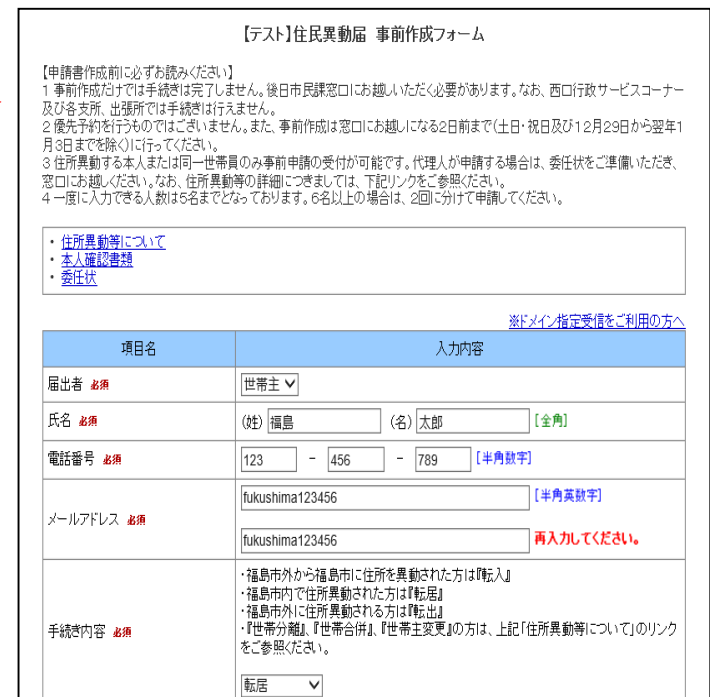 【テスト】住民異動届 事前作成フォーム
【申請書作成前に必ずお読みください】
1 事前作成だけでは手続きは完了しません。後日市民課窓口にお越しいただく必要があります。なお、西口行政サービスコーナー
及び各支所、出張所では手続きは行えません。
2 優先予約を行うものではございません。また、事前作成は窓口にお越しになる2日前まで(土日・祝日及び12月29日から翌年1
月3日までを除く)に行ってください。
3 住所異動する本人または同一世帯員のみ事前申請の受付が可能です。代理人が申請する場合は、委任状をご準備いただき、
窓口にお越しください。なお、住所異動等の詳細につきましては、下記リンクをご参照ください。
4 一度に入力できる人数は5名までとなっております。6名以上の場合は、2回に分けて申請してください。
・ 住所異動等について
・ 本人確認書類
・ 委任状
※ドメイン指定受信をご利用の方へ
項目名 入力内容
届出者 必須 世帯主
氏名 必須 (姓) 福島 (名) 太郎 [全角]
電話番号 必須 123 - 456 - 789 [半角数字]
メールアドレス 必須 fukushima123456 [半角英数字]
fukushima123456 再入力してください。
手続き内容 必須
・福島市外から福島市に住所を異動された方は『転入』
・福島市内で住所異動された方は『転居』
・福島市外に住所異動される方は『転出』
・『世帯分離』、『世帯合併』、『世帯主変更』の方は、上記「住所異動等について」のリンク
をご参照ください。
転居